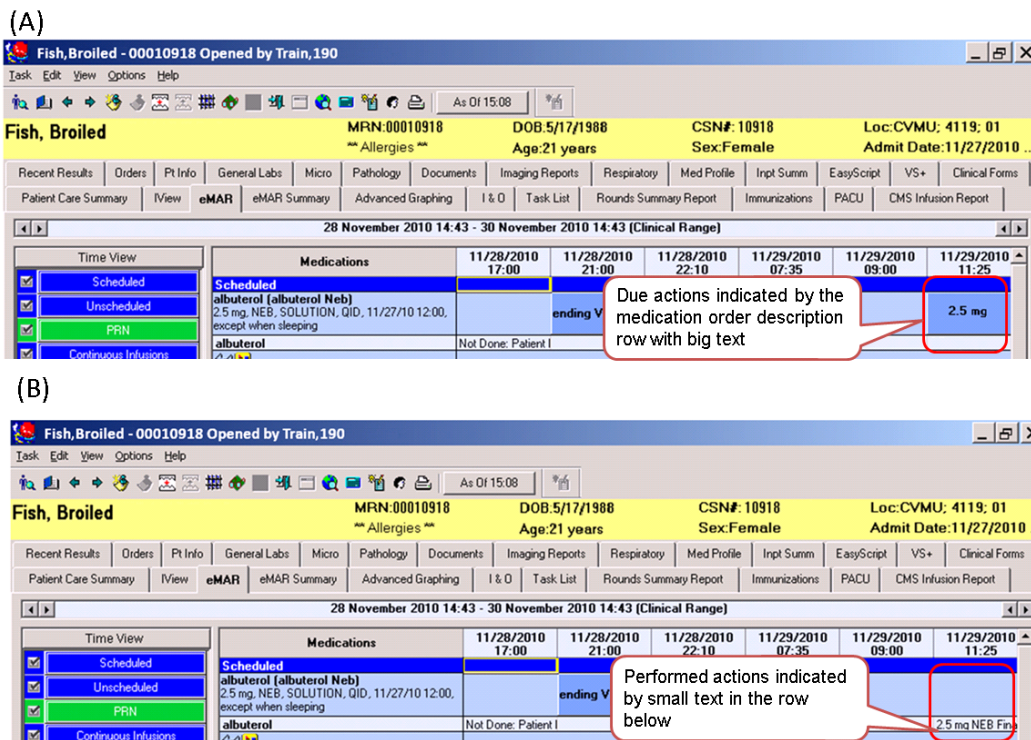 (A)
Fish,Broiled - 00010918 Opened by Train,190
Task Edit View Options Help
As Of 15:08
Fish, Broiled MRN:00010918 DOB:5/17/1988 CSN#:10918 Loc:CVMU; 4119; 01
** Allergies ** Age:21 years Sex:Female Admit Date:11/27/2010 ..
Recent Results Orders Pt Info General Labs Micro Pathology Documents Imaging Reports Respiratory Med Profile Inpt Summ EasyScript VS+ Clinical Forms
Patient Care Summary IView eMAR eMAR Summary Advanced Graphing I & O Task List Rounds Summary Report Immunizations PACU CMS Infusion Report
28 November 2010 14:43 - 30 November 2010 14:43 (Clinical Range)
Time View Medications 11/28/2010 17:00 11/28/2010 21:00 11/28/2010 22:10 11/29/2010 07:35 11/29/2010 09:00 11/29/2010 11:25
Scheduled
Unscheduled
PRN
Continuous Infusions
Scheduled
albuterol (albuterol Neb)
2.5 mg, NEB, SOLUTION, QID, 11/27/10 12:00,
except when sleeping
ending V
2.5 mg
albuterol Not Done: Patient I
Due actions indicated by the
medication order description
row with big text
(B)
Fish,Broiled - 00010918 Opened by Train,190
Task Edit View Options Help
As Of 15:08
Fish, Broiled MRN:00010918 DOB:5/17/1988 CSN#:10918 Loc:CVMU; 4119; 01
** Allergies ** Age:21 years Sex:Female Admit Date:11/27/2010
Recent Results Orders Pt Info General Labs Micro Pathology Documents Imaging Reports Respiratory Med Profile Inpt Summ EasyScript VS+ Clinical Forms
Patient Care Summary IView eMAR eMAR Summary Advanced Graphing I & O Task List Rounds Summary Report Immunizations PACU CMS Infusion Report
28 November 2010 14:43 - 30 November 2010 14:43 (Clinical Range)
Time View Medications 11/28/2010 17:00 11/28/2010 21:00 11/28/2010 22:10 11/29/2010 07:35 11/29/2010 09:00 11/29/2010 11:25
Scheduled
Unscheduled
PRN
Continuous Infusions
Scheduled
albuterol (albuterol Neb)
2.5 mg, NEB, SOLUTION, QID, 11/27/10 12:00,
except when sleeping
ending V
albuterol Not Done: Patient I 2.5 mg NEB Fina
Performed actions indicated
by small text in the row
below